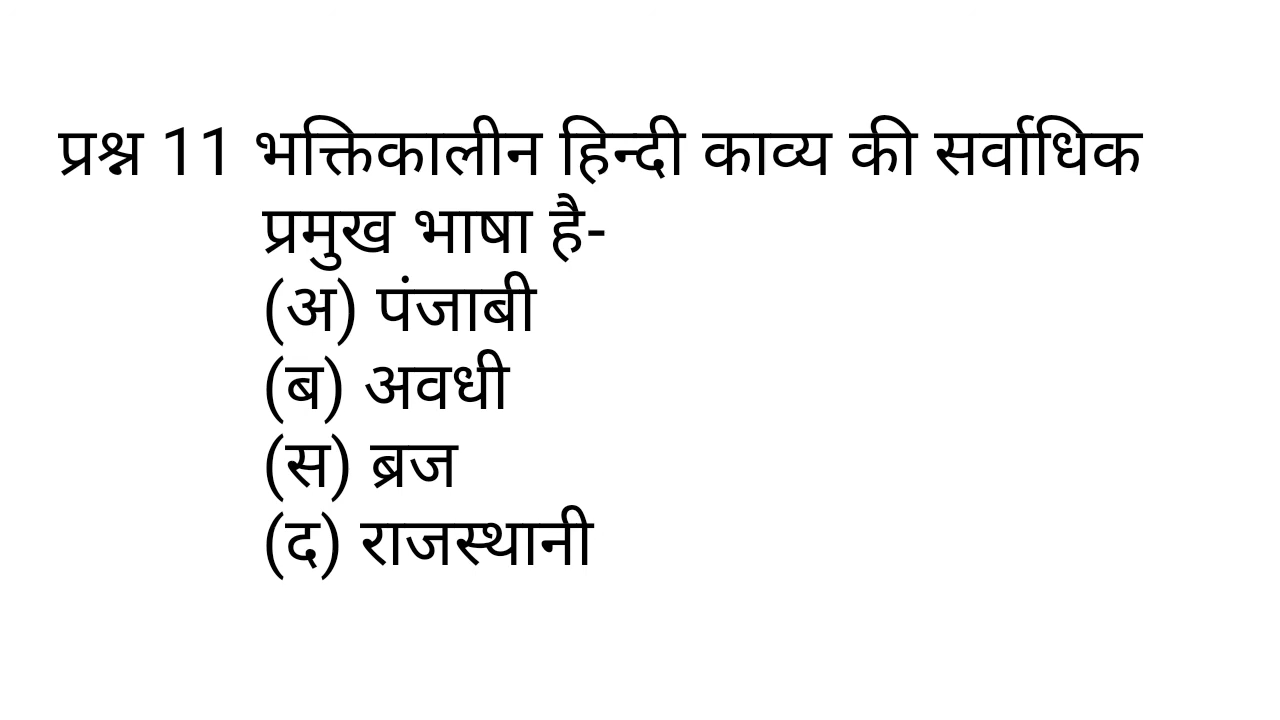 प्रश्न 11 भक्तिकालीन हिन्दी काव्य की सर्वाधिक
प्रमुख भाषा है-
(अ) पंजाबी
(ब) अवधी
(स) ब्रज
(द) राजस्थानी